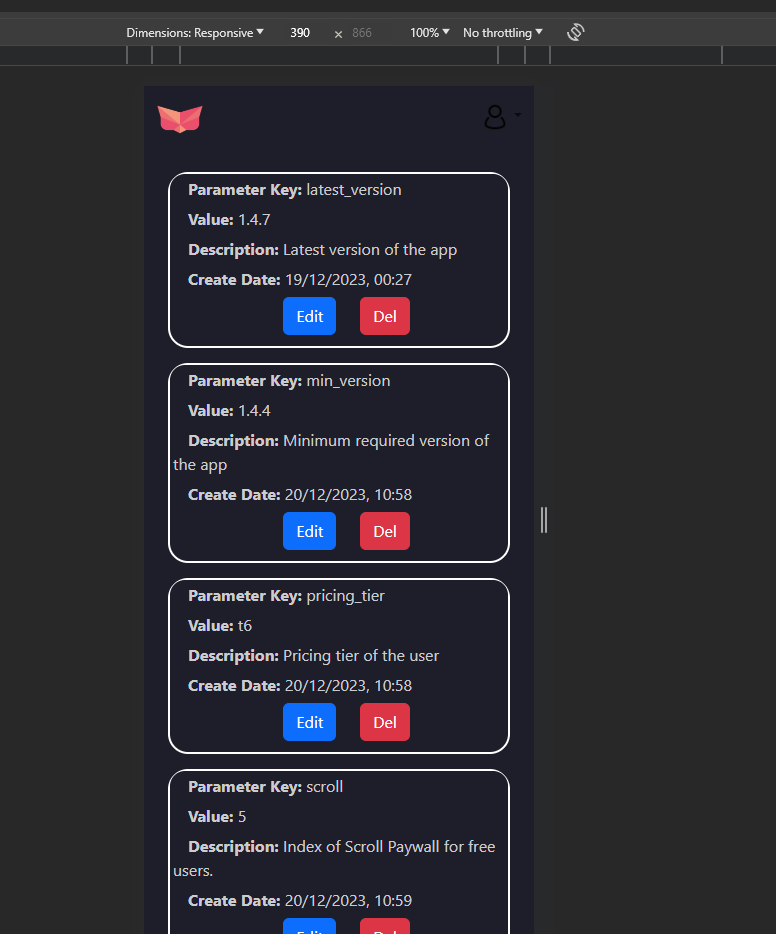 Dimensions: Responsive 390 × 866 100% No throttling
Parameter Key: latest_version
Value: 1.4.7
Description: Latest version of the app
Create Date: 19/12/2023, 00:27
Edit Del
Parameter Key: min_version
Value: 1.4.4
Description: Minimum required version of
the app
Create Date: 20/12/2023, 10:58
Edit Del
Parameter Key: pricing_tier
Value: t6
Description: Pricing tier of the user
Create Date: 20/12/2023, 10:58
Edit Del
Parameter Key: scroll
Value: 5
Description: Index of Scroll Paywall for free
users.
Create Date: 20/12/2023, 10:59
Edit Del